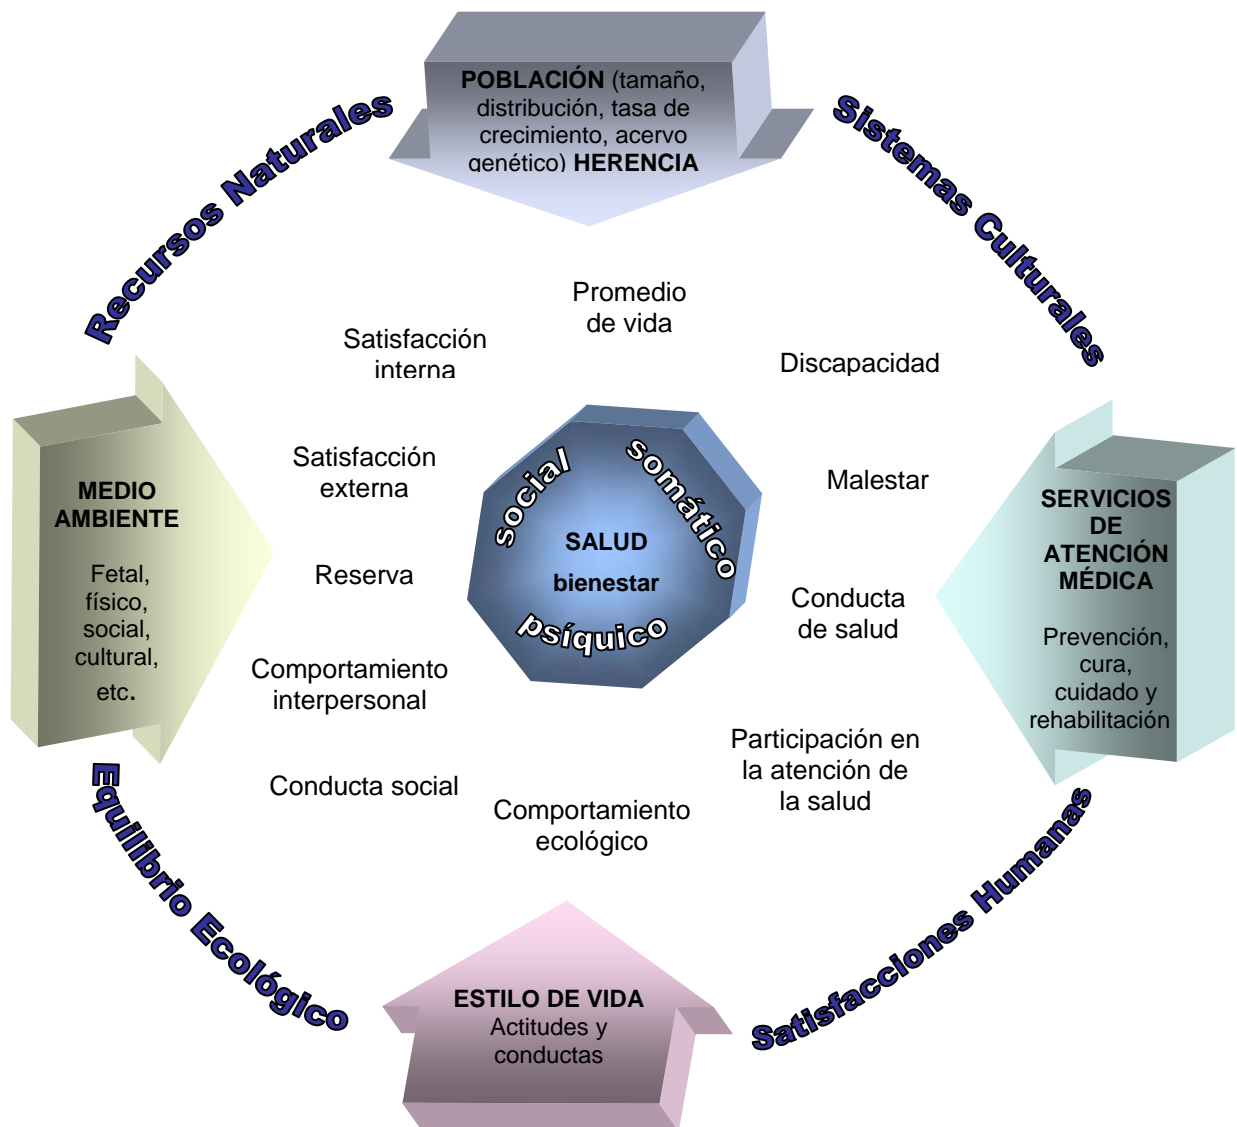 POBLACIÓN (tamaño,
distribución, tasa de
crecimiento, acervo
genético) HERENCIA
Recursos Naturales
Sistemas Culturales
Promedio
de vida
Satisfacción
interna
Discapacidad
MEDIO
AMBIENTE
Fetal,
físico,
social,
cultural,
etc.
Satisfacción
externa
social
somático
SALUD
bienestar
psíquico
Malestar
SERVICIOS
DE
ATENCIÓN
MÉDICA
Prevención,
cura,
cuidado y
rehabilitación
Reserva
Conducta
de salud
Comportamiento
interpersonal
Participación en
la atención de
la salud
Conducta social
Comportamiento
ecológico
Equilibrio Ecológico
Satisfacciones Humanas
ESTILO DE VIDA
Actitudes y
conductas